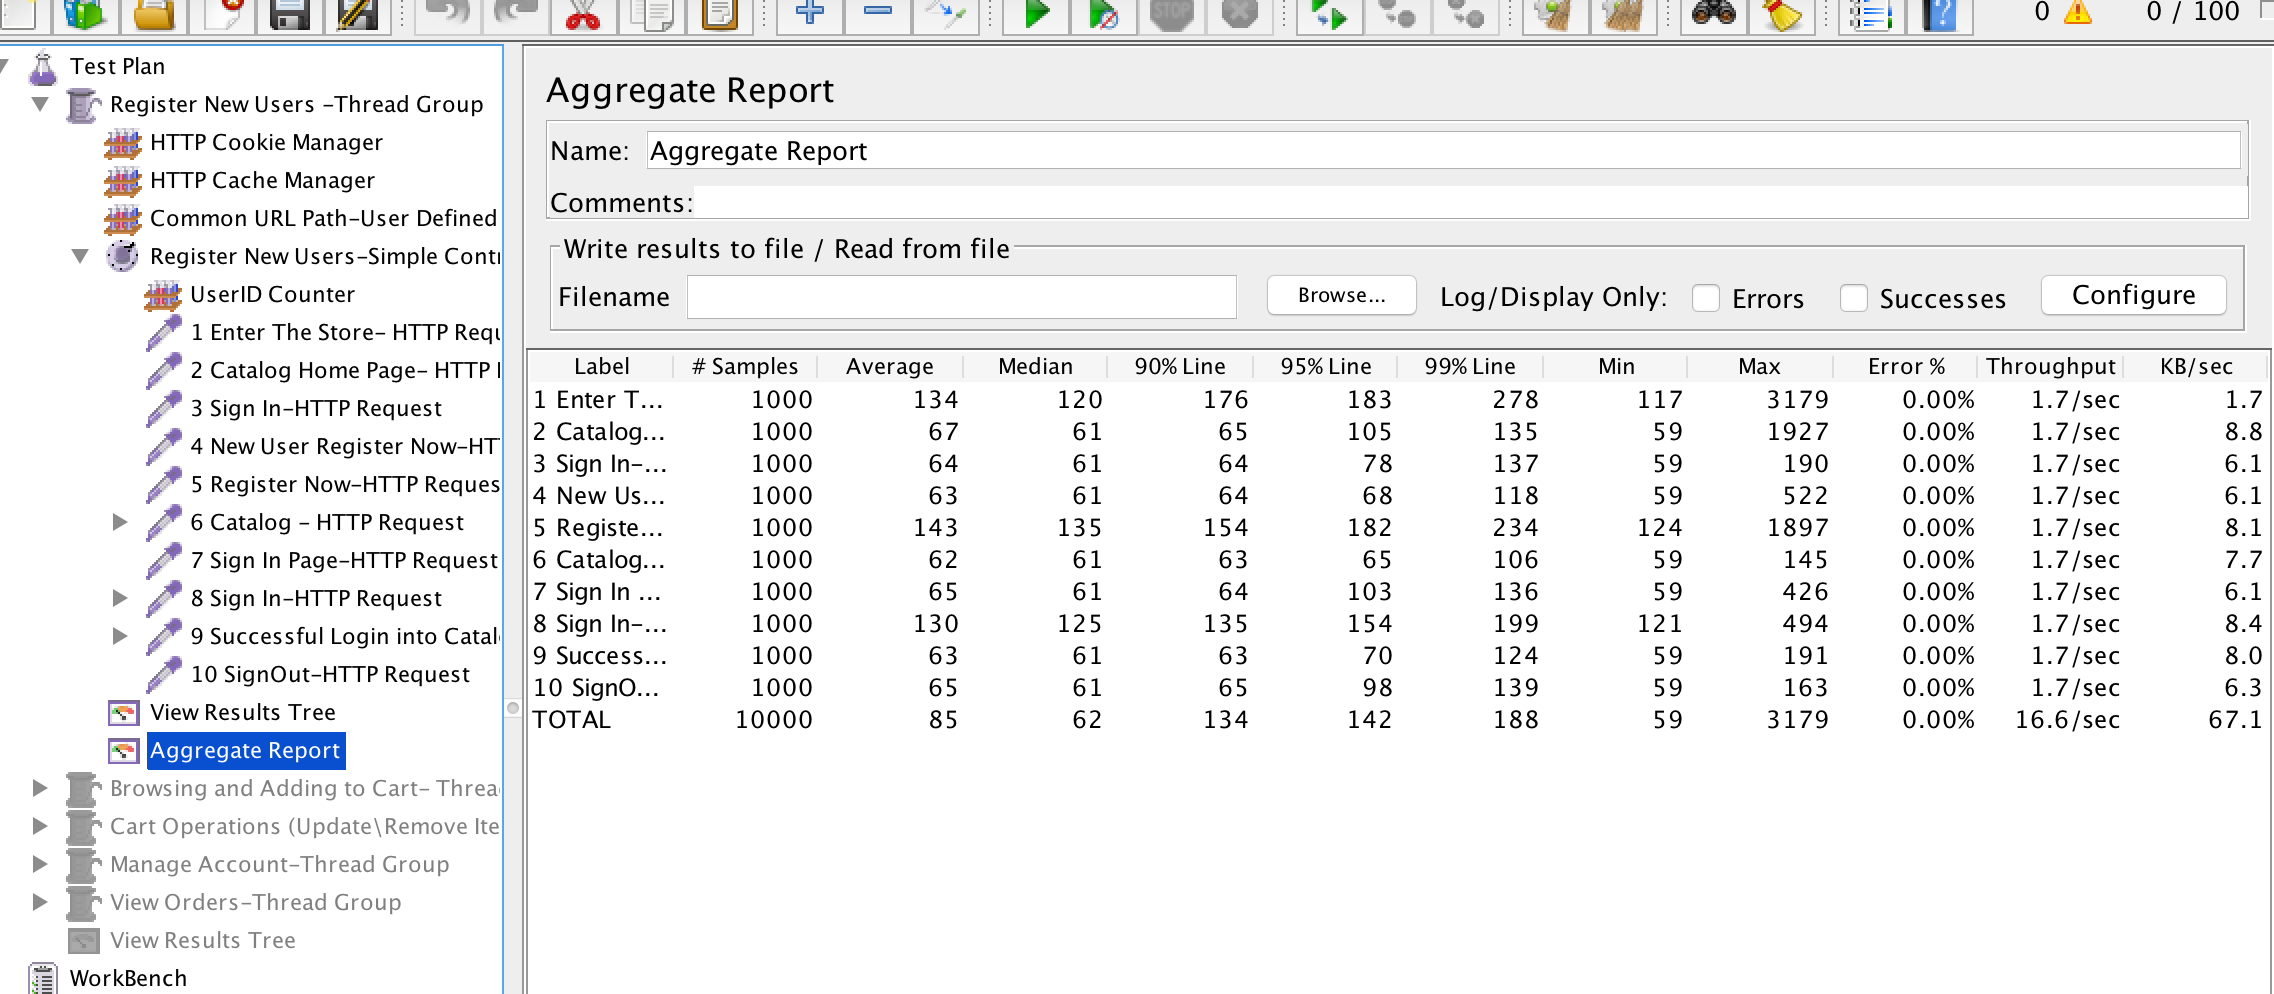 STOP
?
0
0 / 100
Test Plan
Register New Users -Thread Group
HTTP Cookie Manager
HTTP Cache Manager
Common URL Path-User Defined
Register New Users-Simple Contr
UserID Counter
1 Enter The Store- HTTP Requ
2 Catalog Home Page- HTTP
3 Sign In-HTTP Request
4 New User Register Now-HT
5 Register Now-HTTP Reques
6 Catalog - HTTP Request
7 Sign In Page-HTTP Request
8 Sign In-HTTP Request
9 Successful Login into Catal
10 SignOut-HTTP Request
View Results Tree
Aggregate Report
Browsing and Adding to Cart- Threa
Cart Operations (Update\Remove Ite
Manage Account-Thread Group
View Orders-Thread Group
View Results Tree
WorkBench
Aggregate Report
Name: Aggregate Report
Comments:
Write results to file / Read from file
Filename Browse... Log/Display Only: Errors Successes Configure
Label # Samples Average Median 90% Line 95% Line 99% Line Min Max Error % Throughput KB/sec
1 Enter T... 1000 134 120 176 183 278 117 3179 0.00% 1.7/sec 1.7
2 Catalog... 1000 67 61 65 105 135 59 1927 0.00% 1.7/sec 8.8
3 Sign In-... 1000 64 61 64 78 137 59 190 0.00% 1.7/sec 6.1
4 New Us... 1000 63 61 64 68 118 59 522 0.00% 1.7/sec 6.1
5 Registe... 1000 143 135 154 182 234 124 1897 0.00% 1.7/sec 8.1
6 Catalog... 1000 62 61 63 65 106 59 145 0.00% 1.7/sec 7.7
7 Sign In ... 1000 65 61 64 103 136 59 426 0.00% 1.7/sec 6.1
8 Sign In-... 1000 130 125 135 154 199 121 494 0.00% 1.7/sec 8.4
9 Success... 1000 63 61 63 70 124 59 191 0.00% 1.7/sec 8.0
10 SignO... 1000 65 61 65 98 139 59 163 0.00% 1.7/sec 6.3
TOTAL 10000 85 62 134 142 188 59 3179 0.00% 16.6/sec 67.1